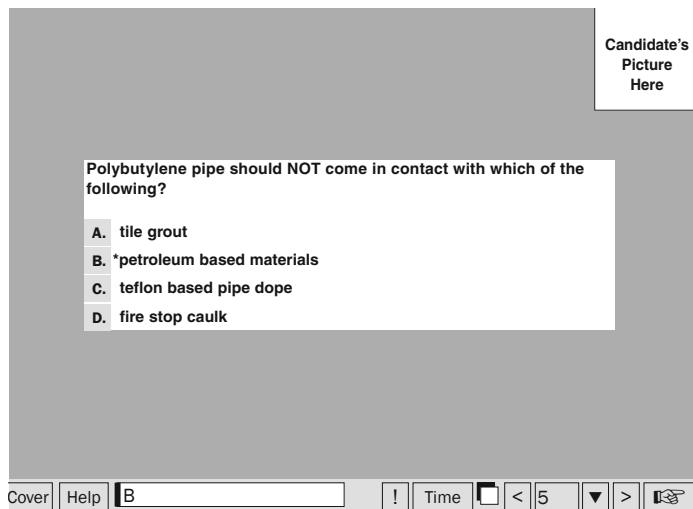 Candidate's
Picture
Here
Polybutylene pipe should NOT come in contact with which of the
following?
A. tile grout
B. *petroleum based materials
C. teflon based pipe dope
D. fire stop caulk
Cover Help B ! Time < 5 ▼ > ☞